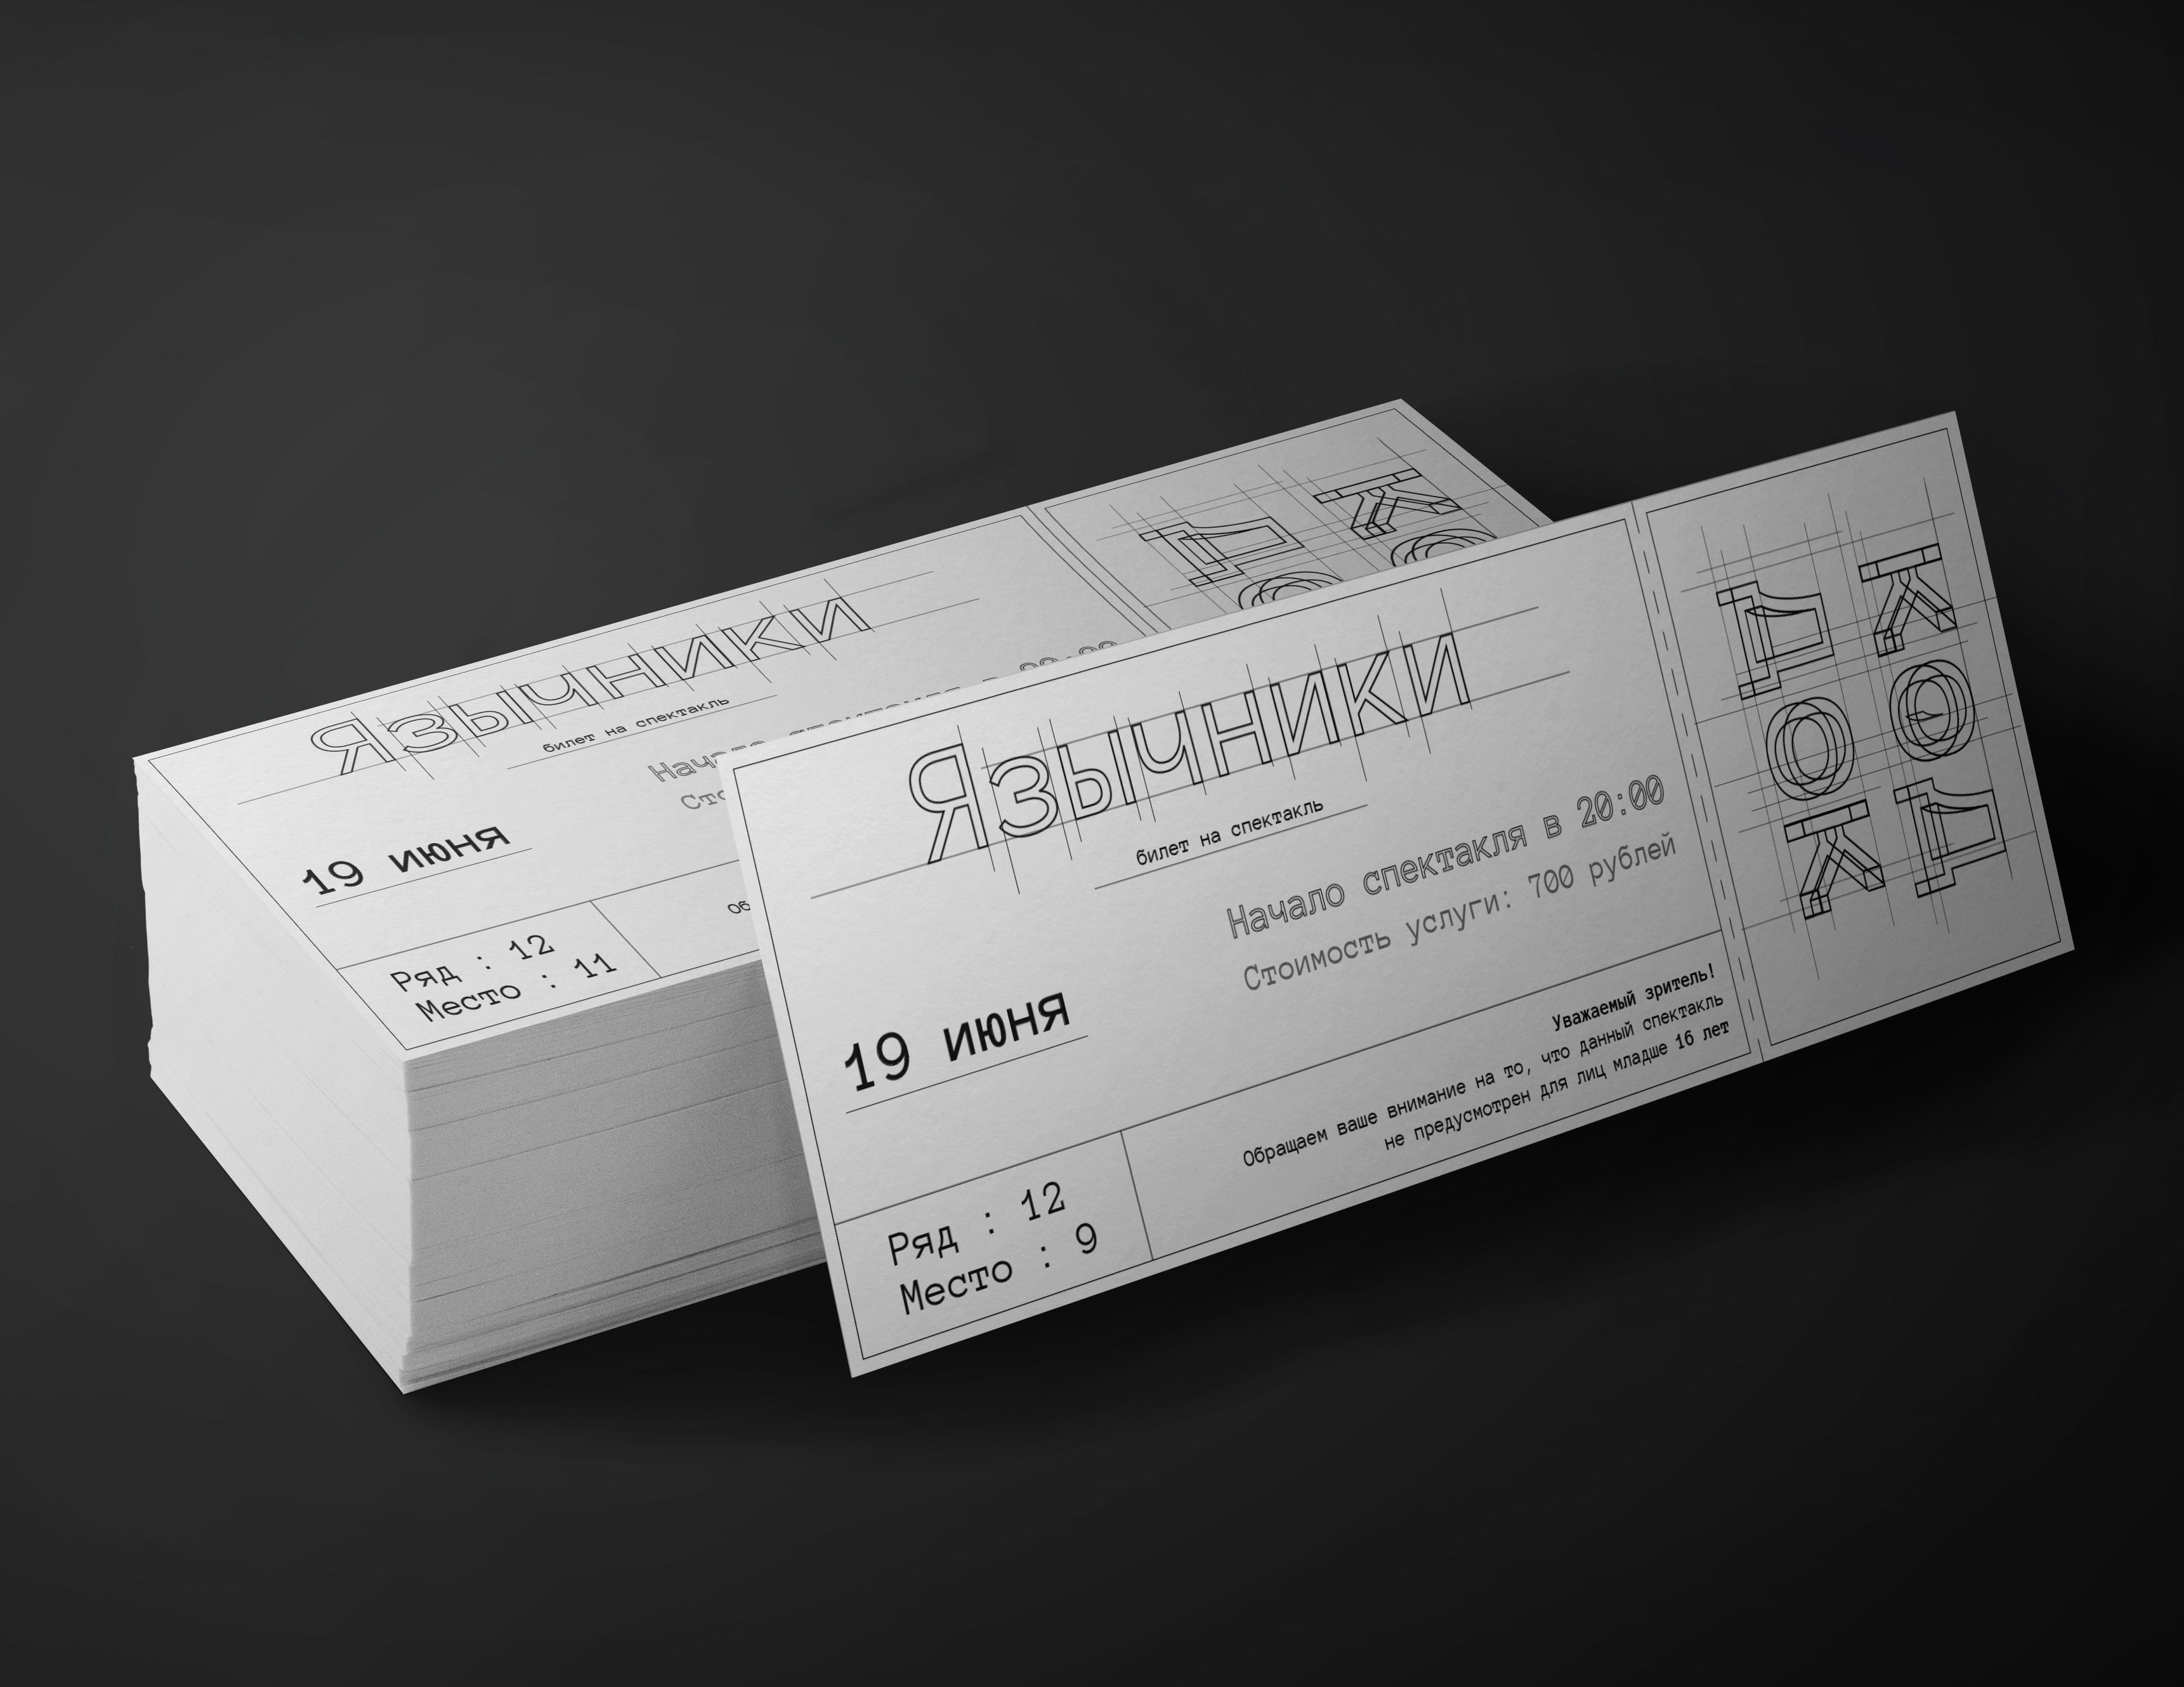 Язычники
билет на спектакль
19 июня
Ряд : 12
Место : 11
Язычники
билет на спектакль
Начало спектакля в 20:00
Стоимость услуги: 700 рублей
19 июня
Уважаемый зритель!
Обращаем ваше внимание на то, что данный спектакль
не предусмотрен для лиц младше 16 лет
Ряд : 12
Место : 9
КОД
ДОК